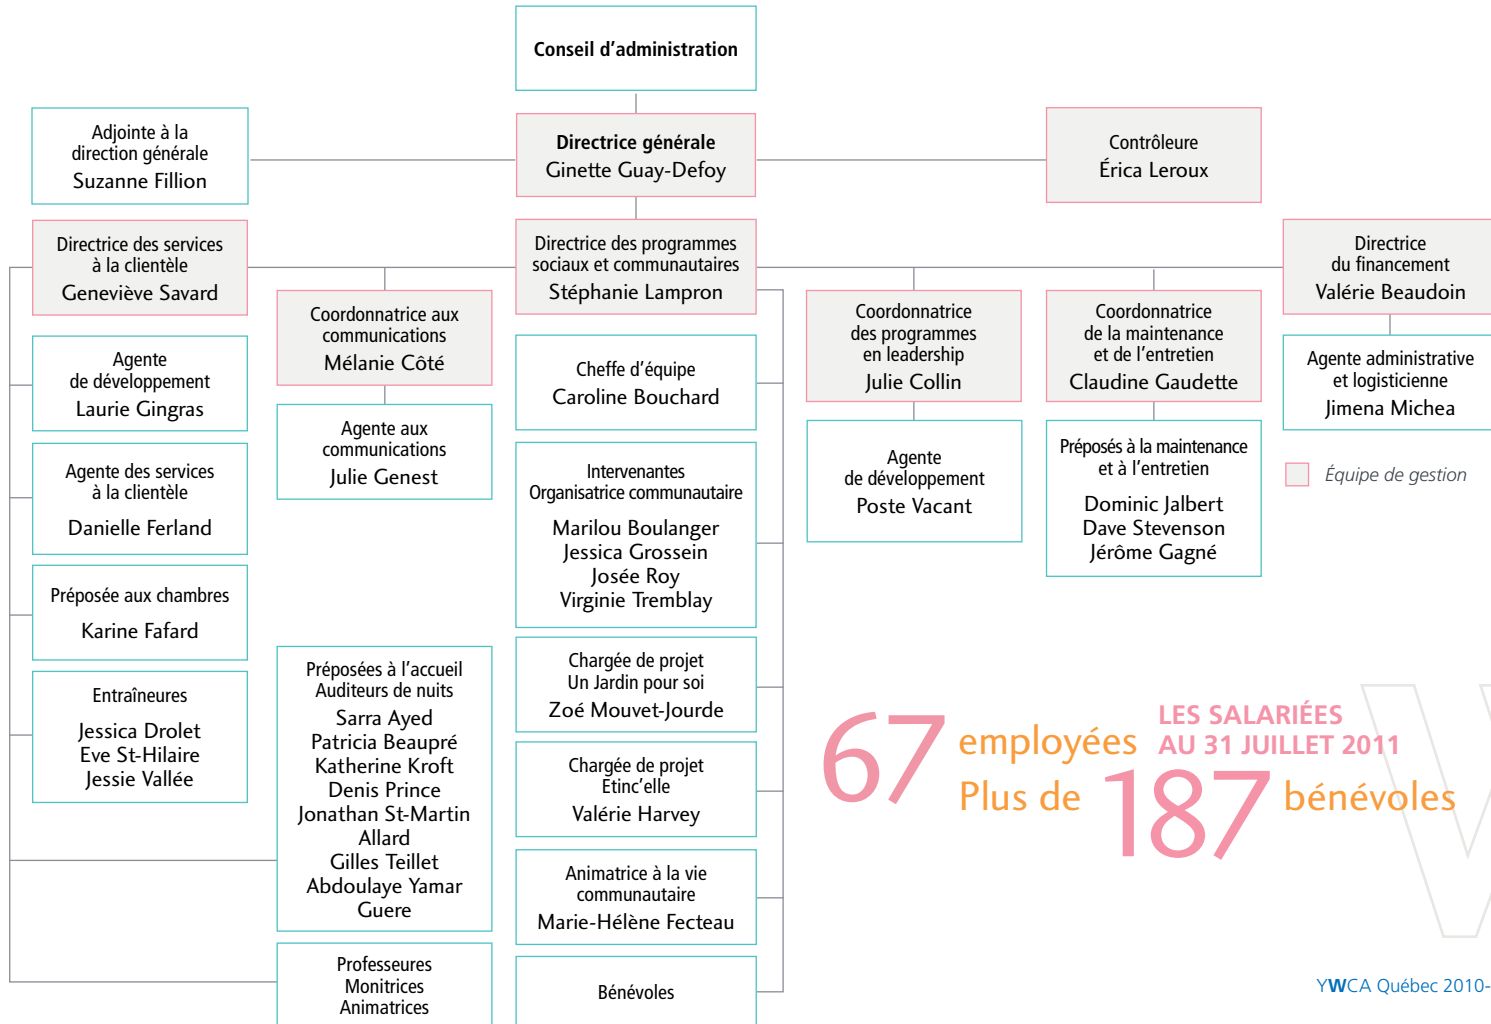 Conseil d'administration
Adjointe à la
direction générale
Suzanne Fillion
Directrice générale
Ginette Guay-Defoy
Contrôleure
Érica Leroux
Directrice des services
à la clientèle
Geneviève Savard
Directrice des programmes
sociaux et communautaires
Stéphanie Lampron
Directrice
du financement
Valérie Beaudoin
Coordonnatrice aux
communications
Mélanie Côté
Coordonnatrice
des programmes
en leadership
Julie Collin
Coordonnatrice
de la maintenance
et de l'entretien
Claudine Gaudette
Agente
de développement
Laurie Gingras
Cheffe d'équipe
Caroline Bouchard
Agente administrative
et logisticienne
Jimena Michea
Agente aux
communications
Julie Genest
Agente
de développement
Poste Vacant
Préposés à la maintenance
et à l'entretien
Dominic Jalbert
Dave Stevenson
Jérôme Gagné
Équipe de gestion
Agente des services
à la clientèle
Danielle Ferland
Intervenantes
Organisatrice communautaire
Marilou Boulanger
Jessica Grossein
Josée Roy
Virginie Tremblay
Préposée aux chambres
Karine Fafard
Préposées à l'accueil
Auditeurs de nuits
Sarra Ayed
Patricia Beaupré
Katherine Kroft
Denis Prince
Jonathan St-Martin
Allard
Gilles Teillet
Abdoulaye Yamar
Guere
Chargée de projet
Un Jardin pour soi
Zoé Mouvet-Jourde
Entraîneures
Jessica Drolet
Eve St-Hilaire
Jessie Vallée
Chargée de projet
Etinc'elle
Valérie Harvey
67 employées
LES SALARIÉES
AU 31 JUILLET 2011
Plus de 187 bénévoles
Animatrice à la vie
communautaire
Marie-Hélène Fecteau
Professeures
Monitrices
Animatrices
Bénévoles
YWCA Québec 2010-